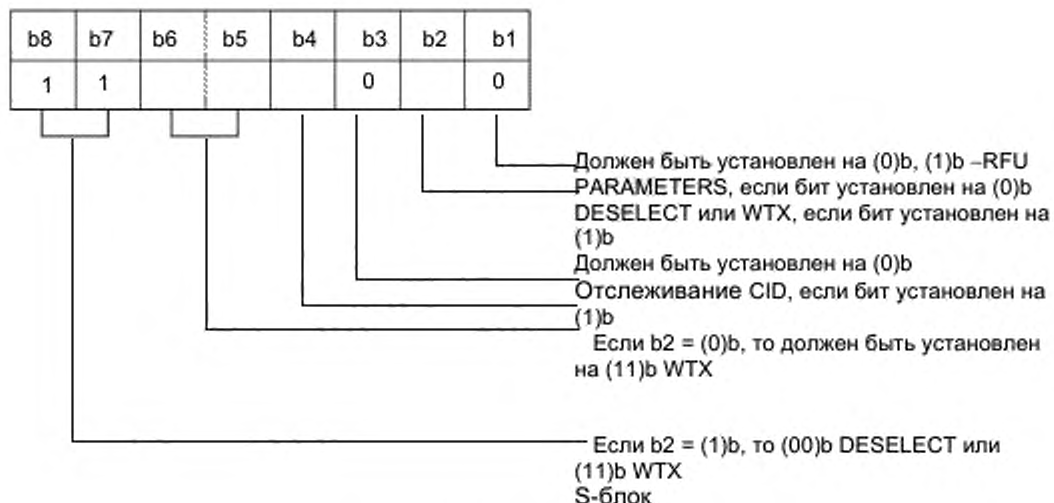 b8 b7 b6 b5 b4 b3 b2 b1
1 1 0 0
Должен быть установлен на (0)b, (1)b –RFU
PARAMETERS, если бит установлен на (0)b
DESELECT или WTX, если бит установлен на
(1)b
Должен быть установлен на (0)b
Отслеживание CID, если бит установлен на
(1)b
Если b2 = (0)b, то должен быть установлен
на (11)b WTX
Если b2 = (1)b, то (00)b DESELECT или
(11)b WTX
S-блок